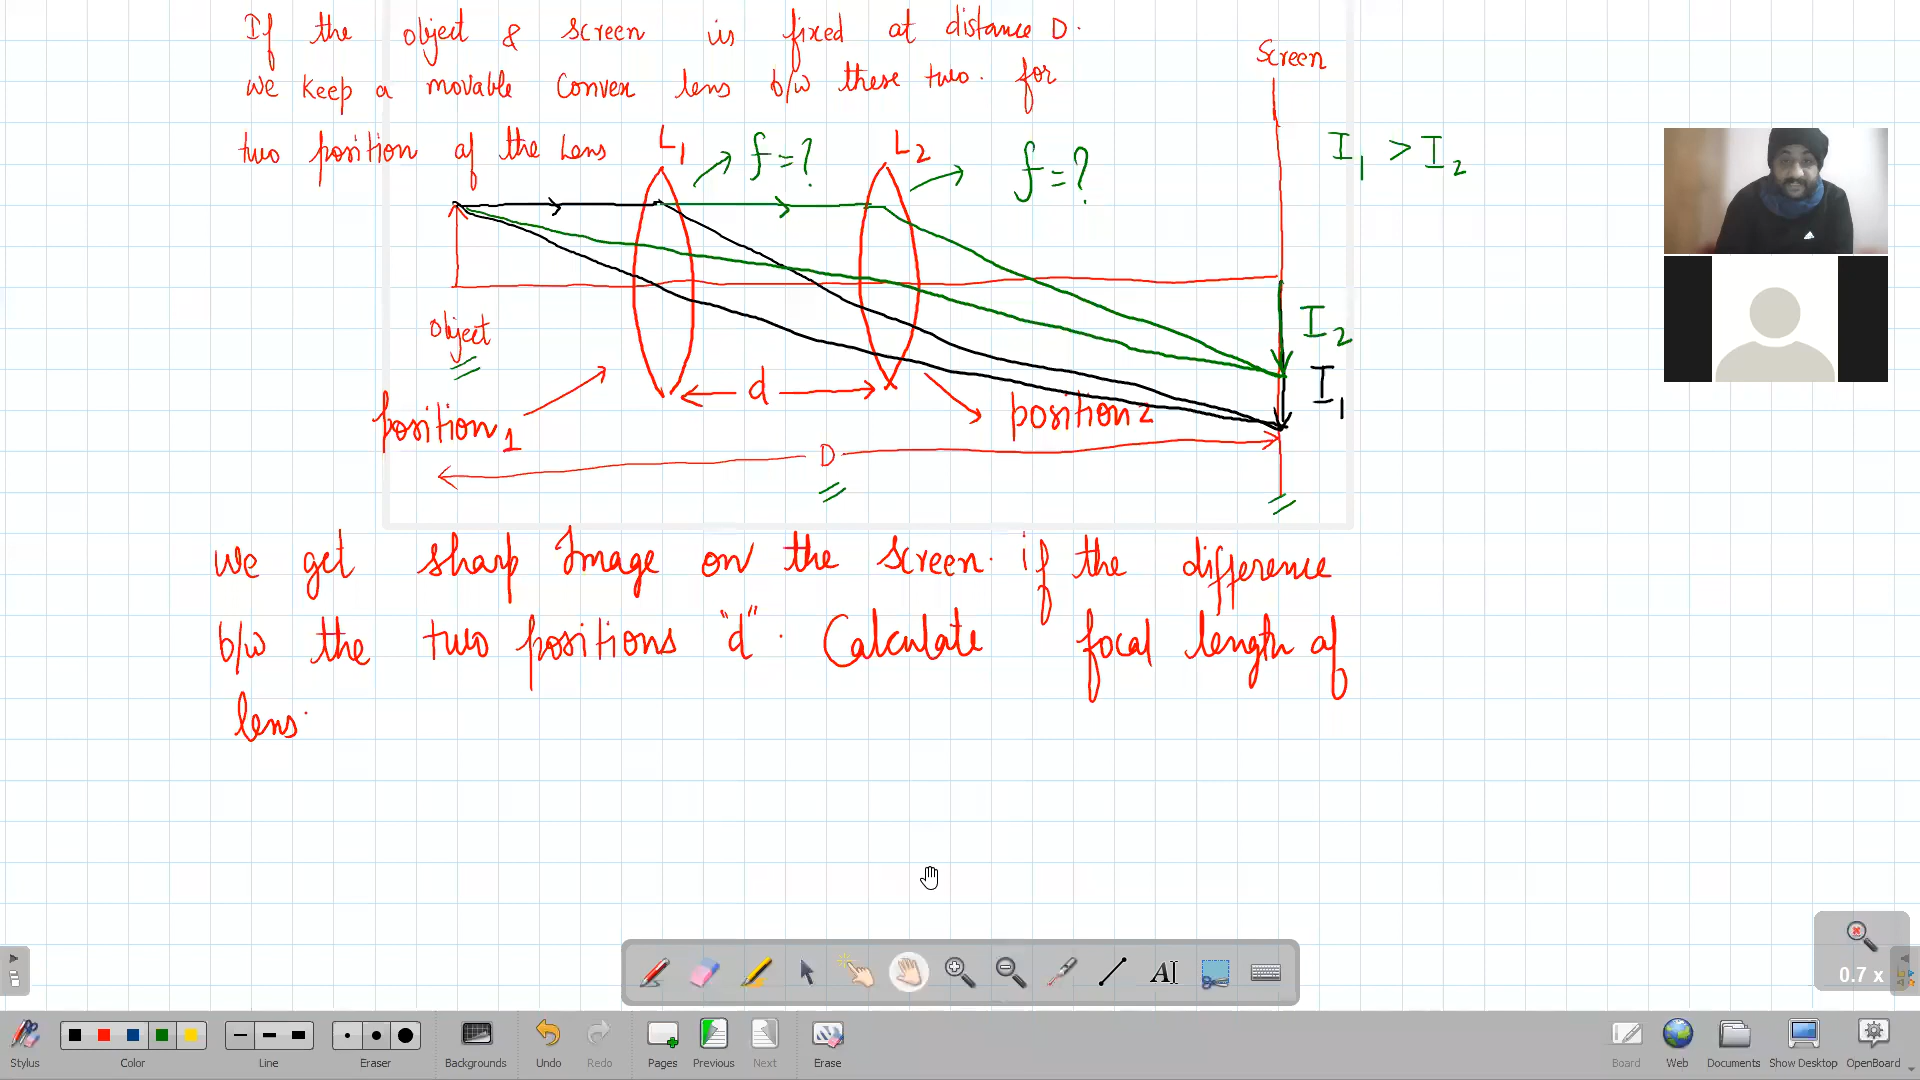 If the object & screen is fixed at distance D.
Screen
we keep a movable Convex lens b/w these two. for
two position of the Lens
L1
f = ?
L2
f = ?
I1 > I2
object
I2
I1
d
position 1
position 2
D
we get sharp Image on the screen. if the difference
b/w the two positions "d". Calculate focal length of
lens.
AI
0.7 x
Stylus
Color
Line
Eraser
Backgrounds
Undo
Redo
Pages
Previous
Next
Erase
Board
Web
Documents
Show Desktop
OpenBoard